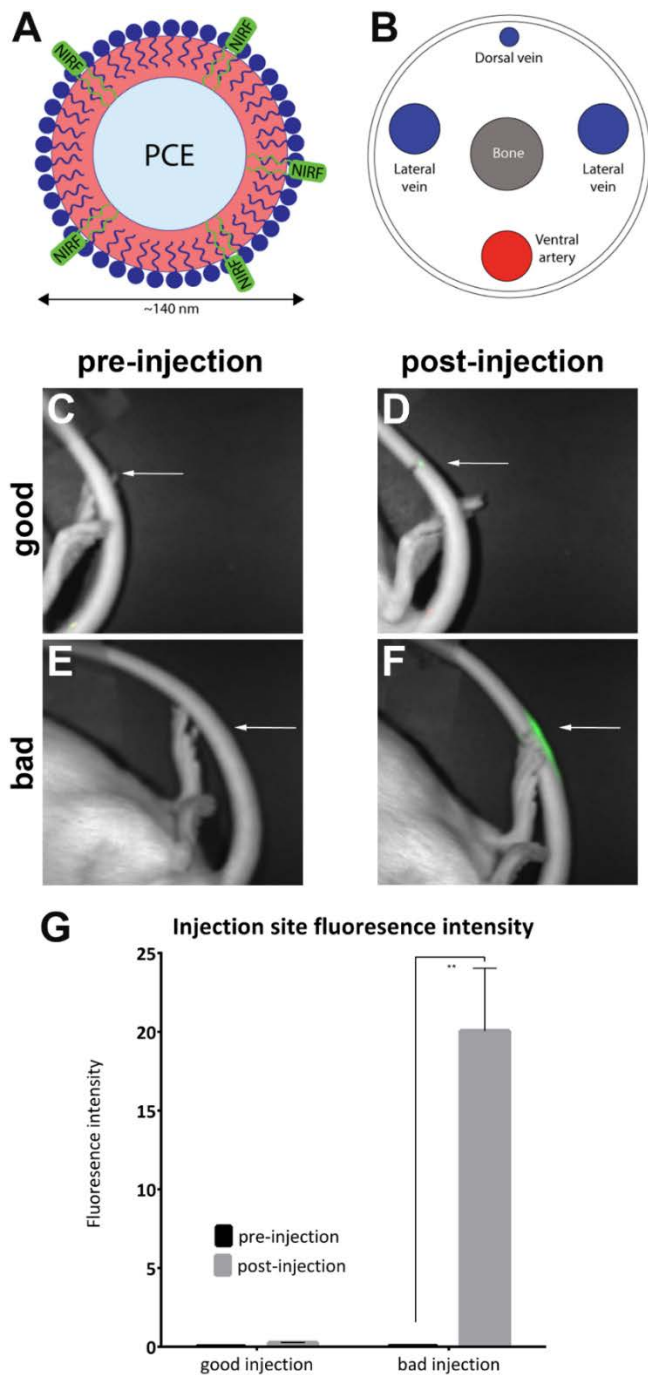 A
NIRF
NIRF
NIRF
NIRF
NIRF
PCE
~140 nm
B
Dorsal vein
Lateral
vein
Bone
Lateral
vein
Ventral
artery
pre-injection
post-injection
good
C
D
bad
E
F
G
Injection site fluoresence intensity
Fluoresence intensity
25
20
15
10
5
0
**
pre-injection
post-injection
good injection
bad injection